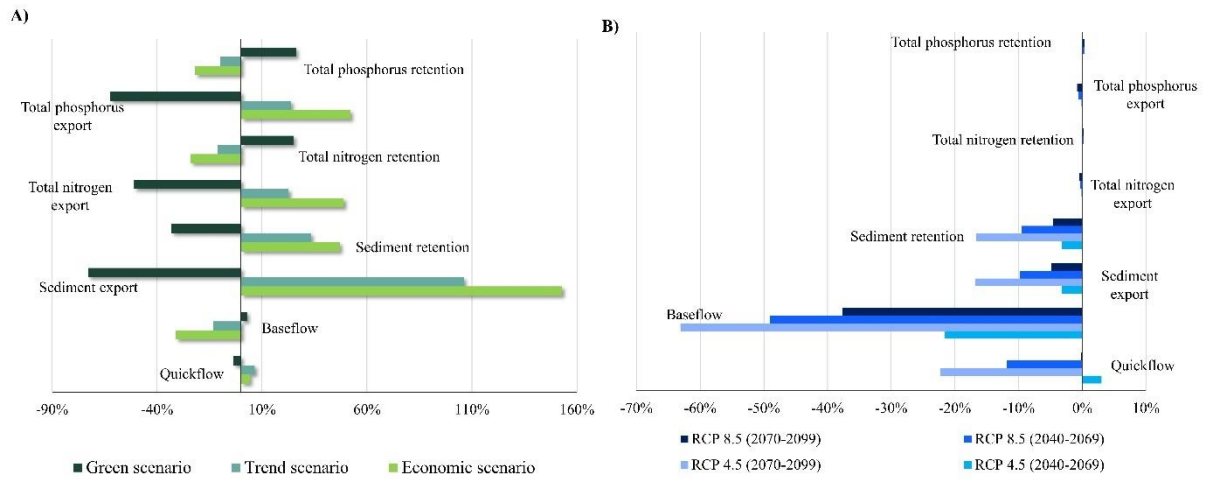 A)
Total phosphorus retention
Total phosphorus
export
Total nitrogen retention
Total nitrogen
export
Sediment retention
Sediment export
Baseflow
Quickflow
-90%
-40%
10%
60%
110%
160%
Green scenario
Trend scenario
Economic scenario
B)
Total phosphorus retention
Total phosphorus
export
Total nitrogen retention
Total nitrogen
export
Sediment retention
Sediment
export
Baseflow
Quickflow
-70%
-60%
-50%
-40%
-30%
-20%
-10%
0%
10%
RCP 8.5 (2070-2099)
RCP 8.5 (2040-2069)
RCP 4.5 (2070-2099)
RCP 4.5 (2040-2069)